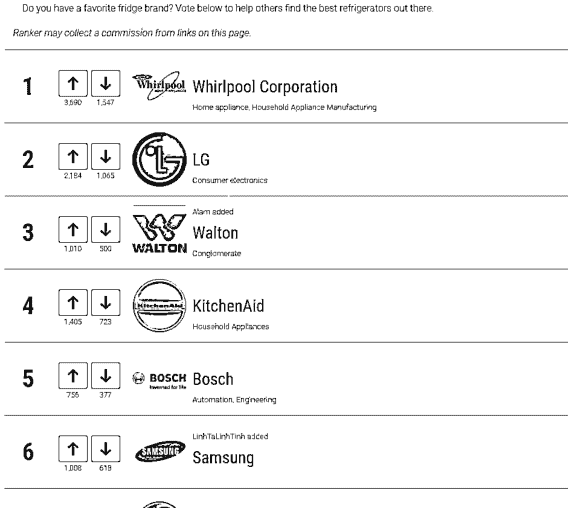 Do you have a favorite fridge brand? Vote below to help others find the best refrigerators out there.
Ranker may collect a commission from links on this page.
1
3,690 1,547
Whirlpool
Whirlpool Corporation
Home appliance, Household Appliance Manufacturing
2
2,184 1,065
LG
Consumer electronics
3
1,010 500
WALTON
Alam added
Walton
Conglomerate
4
1,405 723
KitchenAid
KitchenAid
Household Appliances
5
755 377
BOSCH
Invented for life
Bosch
Automation, Engineering
6
1,008 618
SAMSUNG
LinhTaLinhTinh added
Samsung